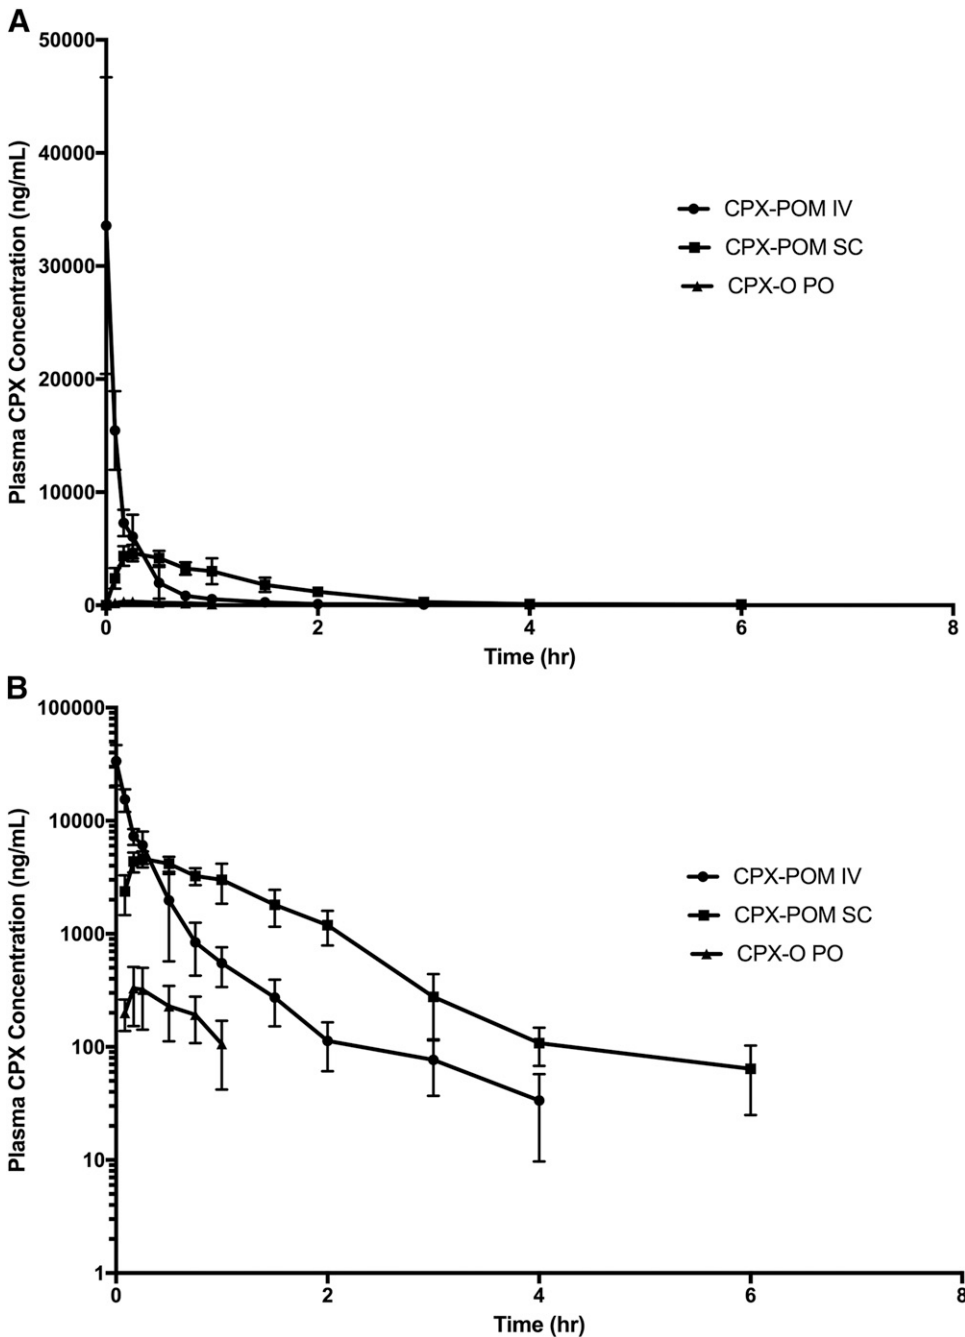 A
50000
40000
30000
20000
10000
0
Plasma CPX Concentration (ng/mL)
CPX-POM IV
CPX-POM SC
CPX-O PO
0 2 4 6 8
Time (hr)
B
100000
10000
1000
100
10
1
Plasma CPX Concentration (ng/mL)
CPX-POM IV
CPX-POM SC
CPX-O PO
0 2 4 6 8
Time (hr)